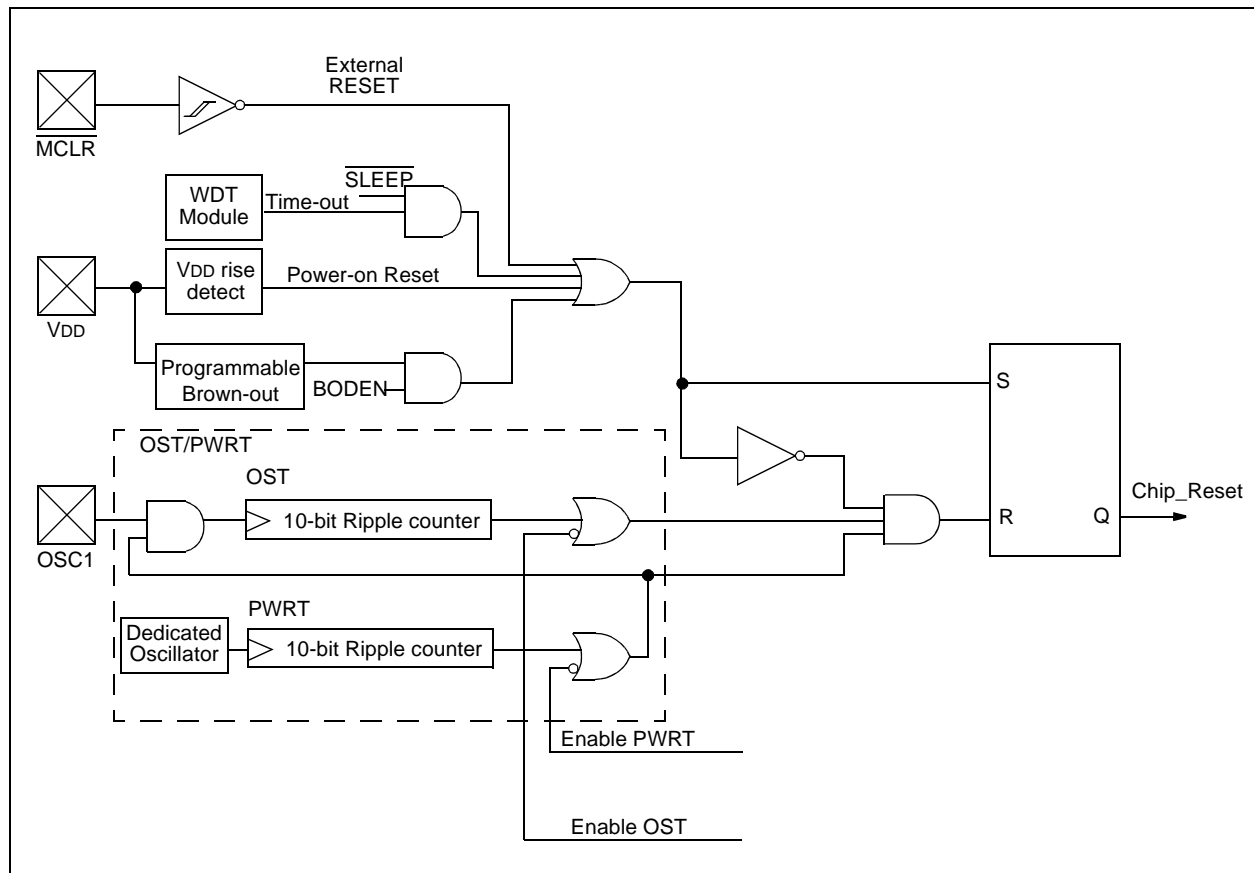 External
RESET
MCLR
SLEEP
WDT
Module
Time-out
VDD rise
detect
Power-on Reset
VDD
Programmable
Brown-out
BODEN
S
OST/PWRT
OST
10-bit Ripple counter
OSC1
Chip_Reset
R
Q
PWRT
Dedicated
Oscillator
10-bit Ripple counter
Enable PWRT
Enable OST